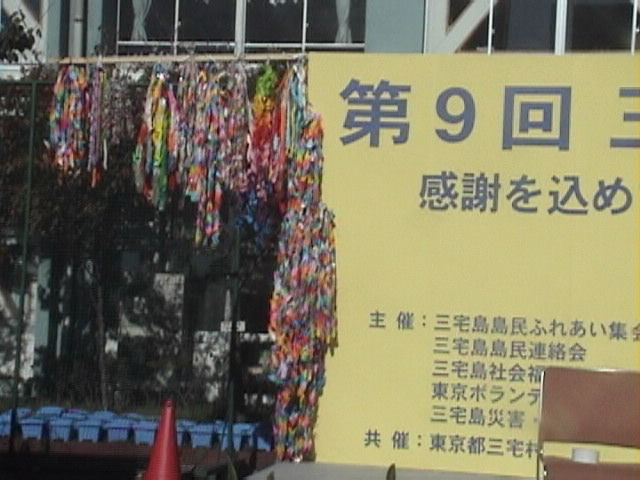 第9回 三
感謝を込め
主 催：三宅島島民ふれあい集会
三宅島島民連絡会
三宅島社会福
東京ボランテ
三宅島災害・
共 催：東京都三宅村